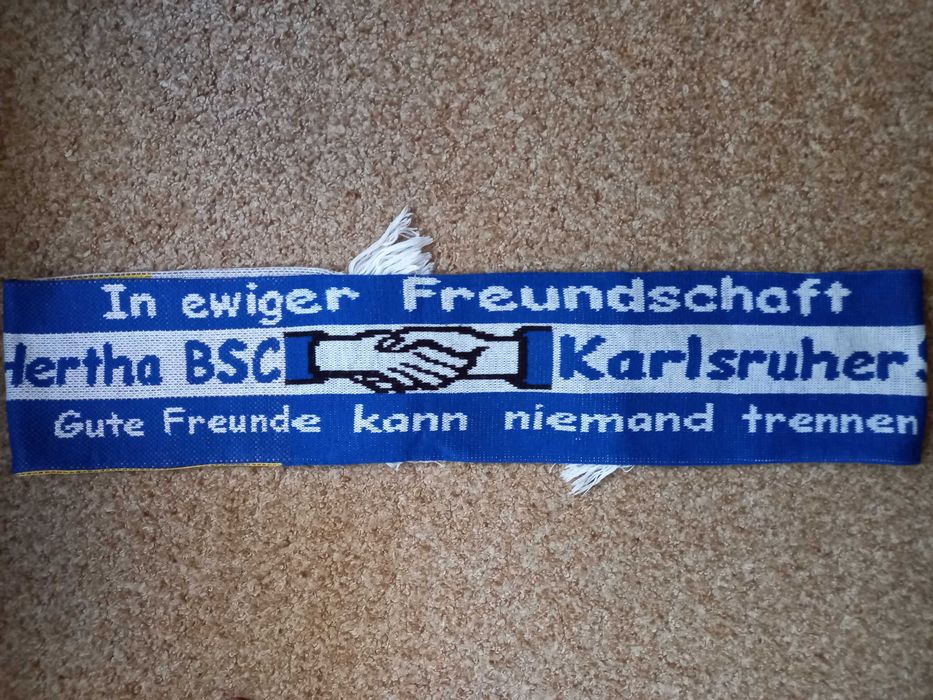 In ewiger Freundschaft
Hertha BSC Karlsruher S
Gute Freunde kann niemand trennen